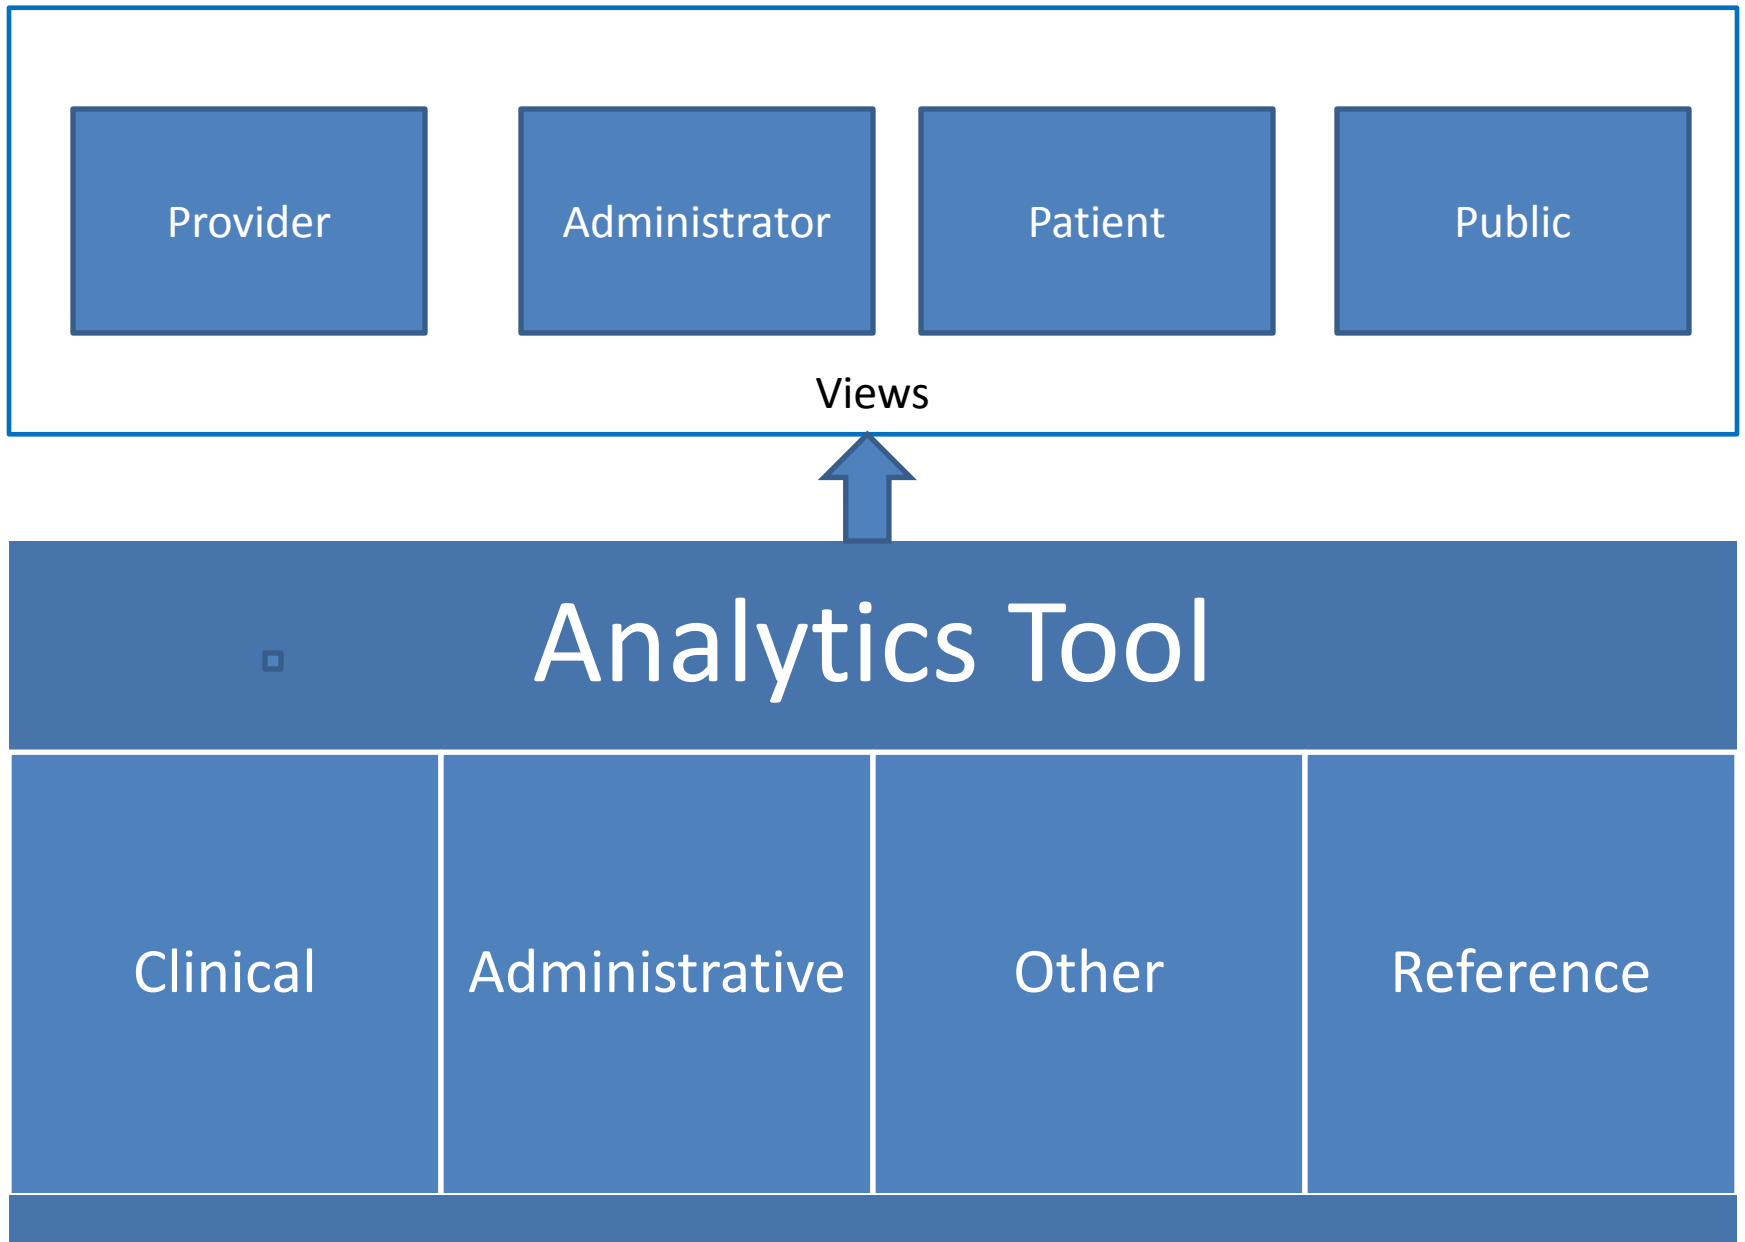 Provider
Administrator
Patient
Public
Views
Analytics Tool
Clinical
Administrative
Other
Reference